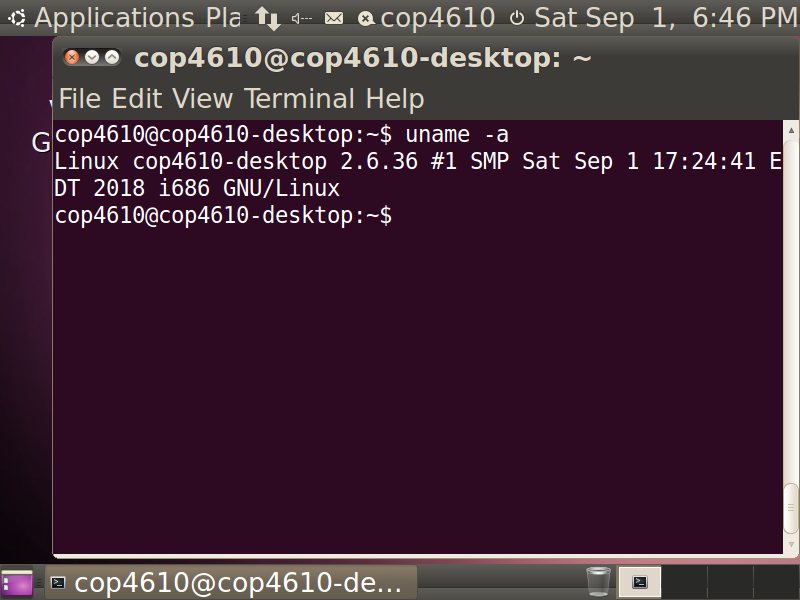 Applications Pla cop4610 Sat Sep 1, 6:46 PM
cop4610@cop4610-desktop: ~
File Edit View Terminal Help
G
cop4610@cop4610-desktop:~$ uname -a
Linux cop4610-desktop 2.6.36 #1 SMP Sat Sep 1 17:24:41 E
DT 2018 i686 GNU/Linux
cop4610@cop4610-desktop:~$
cop4610@cop4610-de...